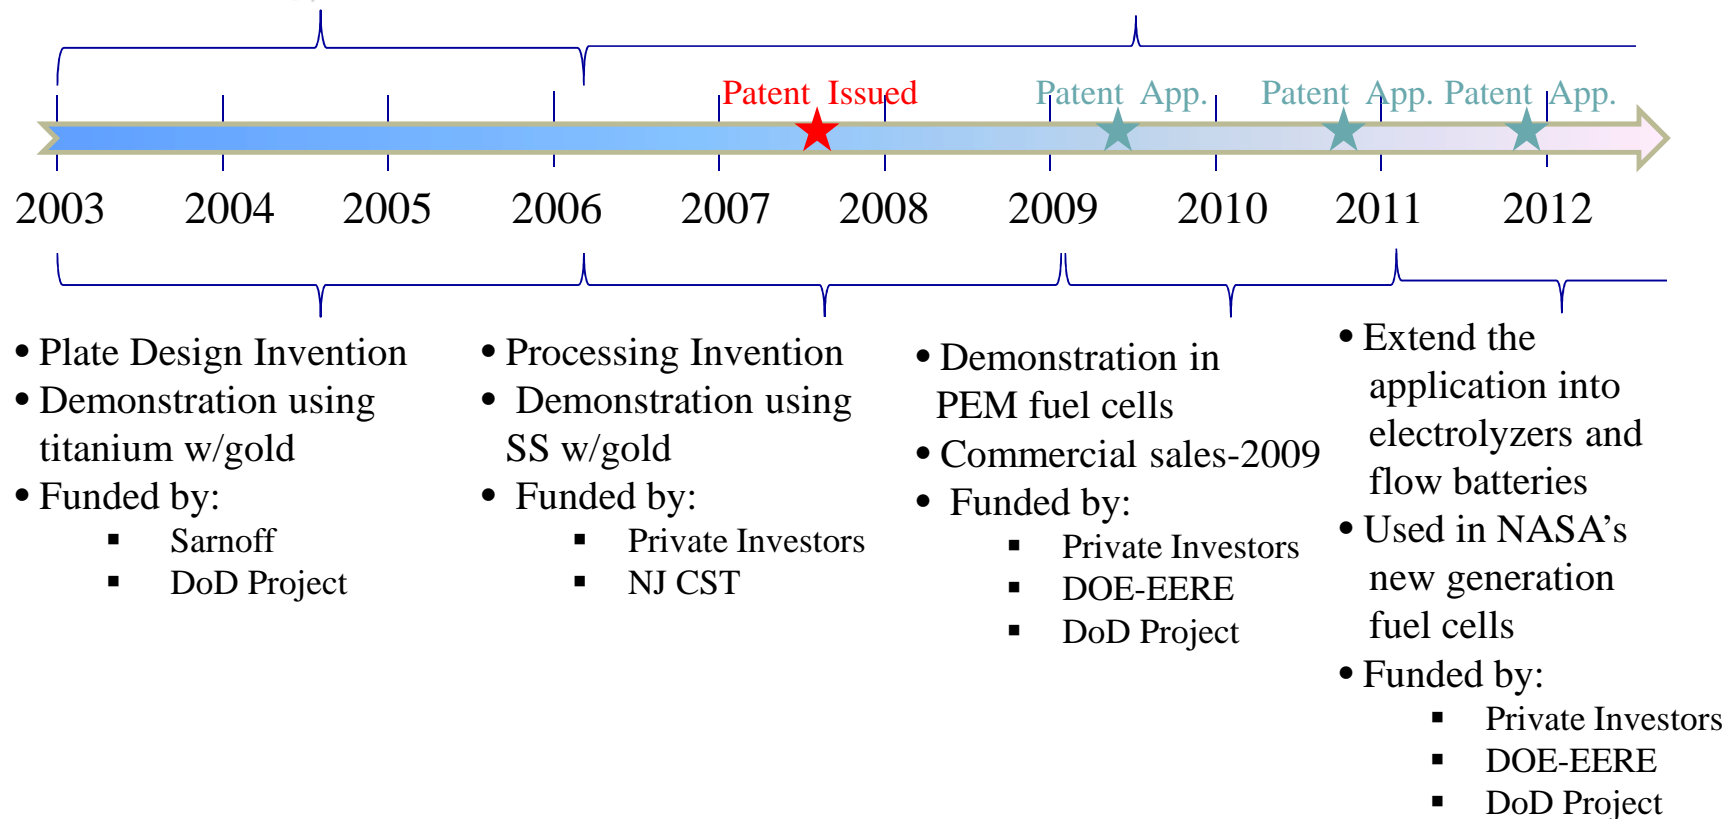 Patent Issued
Patent App.
Patent App.
Patent App.
2003
2004
2005
2006
2007
2008
2009
2010
2011
2012
• Plate Design Invention
• Demonstration using
titanium w/gold
• Funded by:
▪ Sarnoff
▪ DoD Project
• Processing Invention
• Demonstration using
SS w/gold
• Funded by:
▪ Private Investors
▪ NJ CST
• Demonstration in
PEM fuel cells
• Commercial sales-2009
• Funded by:
▪ Private Investors
▪ DOE-EERE
▪ DoD Project
• Extend the
application into
electrolyzers and
flow batteries
• Used in NASA's
new generation
fuel cells
• Funded by:
▪ Private Investors
▪ DOE-EERE
▪ DoD Project